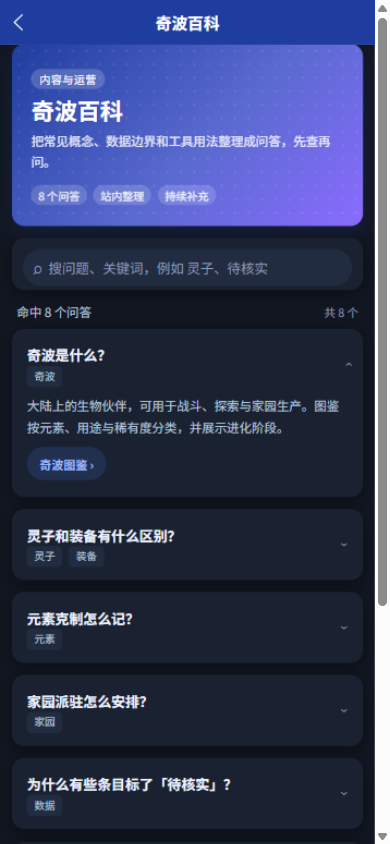 奇波百科
内容与运营
奇波百科
把常见概念、数据边界和工具用法整理成问答，先查再
问。
8 个问答 站内整理 持续补充
搜问题、关键词，例如 灵子、待核实
命中 8 个问答 共 8 个
奇波是什么？
奇波
大陆上的生物伙伴，可用于战斗、探索与家园生产。图鉴
按元素、用途与稀有度分类，并展示进化阶段。
奇波图鉴 ›
灵子和装备有什么区别？
灵子 装备
元素克制怎么记？
元素
家园派驻怎么安排？
家园
为什么有些条目标了「待核实」？
数据